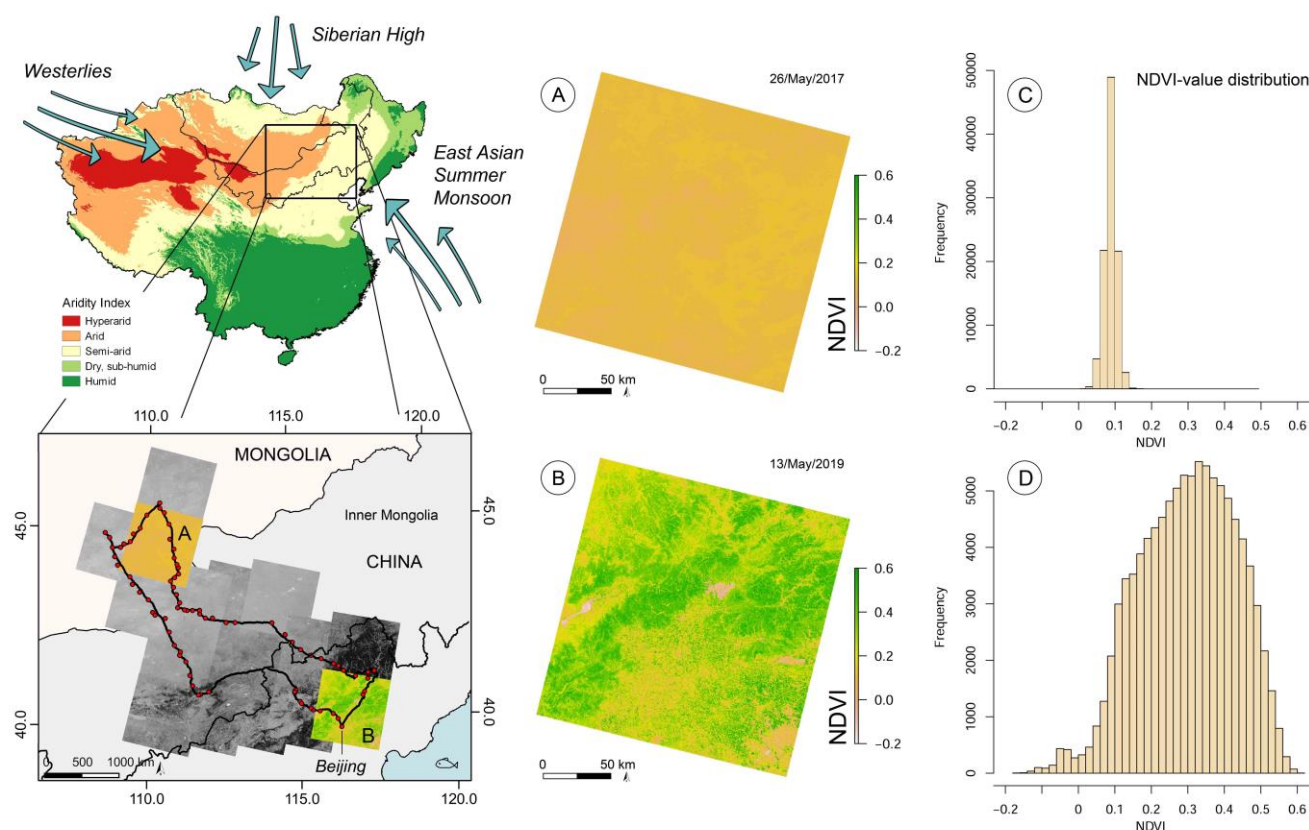 Siberian High
Westerlies
East Asian
Summer
Monsoon
Aridity Index
Hyperarid
Arid
Semi-arid
Dry, sub-humid
Humid
110.0 115.0 120.0
MONGOLIA
Inner Mongolia
CHINA
A
B
Beijing
45.0
40.0
45.0
40.0
0 500 1000 km
110.0 115.0 120.0
A
26/May/2017
0.6
0.4
0.2
0.0
−0.2
NDVI
0 50 km
B
13/May/2019
0.6
0.4
0.2
0.0
−0.2
NDVI
0 50 km
C
NDVI-value distribution
Frequency
50000
40000
30000
20000
10000
0
−0.2 0 0.1 0.2 0.3 0.4 0.5 0.6
NDVI
D
Frequency
5000
4000
3000
2000
1000
0
−0.2 0 0.1 0.2 0.3 0.4 0.5 0.6
NDVI